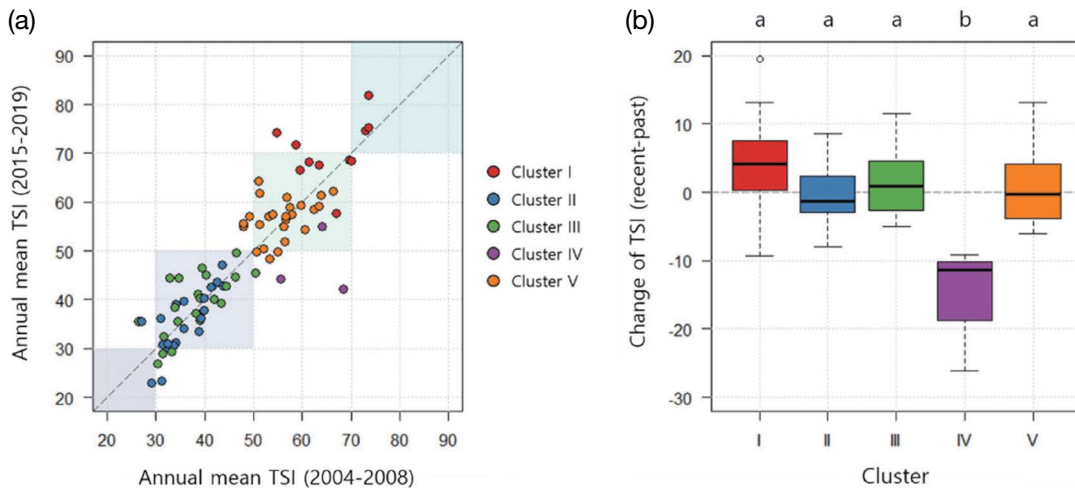 (a)
Annual mean TSI (2015-2019)
90
80
70
60
50
40
30
20
20 30 40 50 60 70 80 90
Annual mean TSI (2004-2008)
Cluster I
Cluster II
Cluster III
Cluster IV
Cluster V
(b)
a a a b a
Change of TSI (recent-past)
20
10
0
-10
-20
-30
Ⅰ Ⅱ Ⅲ Ⅳ Ⅴ
Cluster